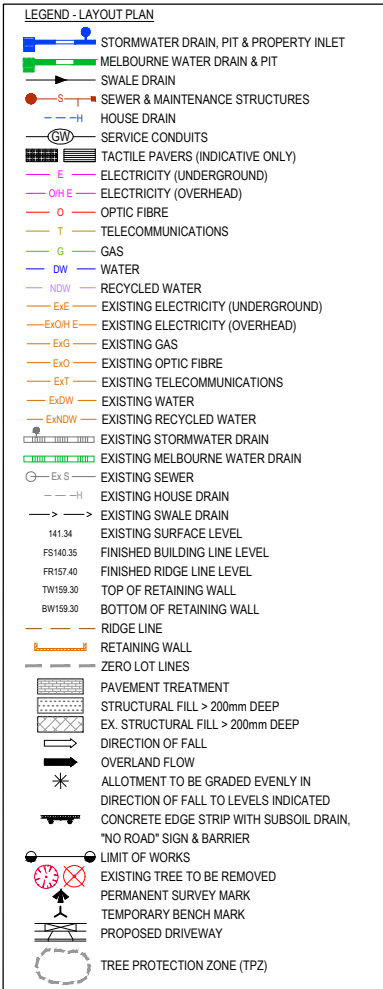 LEGEND - LAYOUT PLAN
STORMWATER DRAIN, PIT & PROPERTY INLET
MELBOURNE WATER DRAIN & PIT
SWALE DRAIN
S SEWER & MAINTENANCE STRUCTURES
H HOUSE DRAIN
GW SERVICE CONDUITS
TACTILE PAVERS (INDICATIVE ONLY)
E ELECTRICITY (UNDERGROUND)
O/H E ELECTRICITY (OVERHEAD)
O OPTIC FIBRE
T TELECOMMUNICATIONS
G GAS
DW WATER
NDW RECYCLED WATER
ExE EXISTING ELECTRICITY (UNDERGROUND)
ExO/H E EXISTING ELECTRICITY (OVERHEAD)
ExG EXISTING GAS
ExO EXISTING OPTIC FIBRE
ExT EXISTING TELECOMMUNICATIONS
ExDW EXISTING WATER
ExNDW EXISTING RECYCLED WATER
EXISTING STORMWATER DRAIN
EXISTING MELBOURNE WATER DRAIN
Ex S EXISTING SEWER
H EXISTING HOUSE DRAIN
EXISTING SWALE DRAIN
141.34 EXISTING SURFACE LEVEL
FS140.35 FINISHED BUILDING LINE LEVEL
FR157.40 FINISHED RIDGE LINE LEVEL
TW159.30 TOP OF RETAINING WALL
BW159.30 BOTTOM OF RETAINING WALL
RIDGE LINE
RETAINING WALL
ZERO LOT LINES
PAVEMENT TREATMENT
STRUCTURAL FILL > 200mm DEEP
EX. STRUCTURAL FILL > 200mm DEEP
DIRECTION OF FALL
OVERLAND FLOW
ALLOTMENT TO BE GRADED EVENLY IN
DIRECTION OF FALL TO LEVELS INDICATED
CONCRETE EDGE STRIP WITH SUBSOIL DRAIN,
"NO ROAD" SIGN & BARRIER
LIMIT OF WORKS
EXISTING TREE TO BE REMOVED
PERMANENT SURVEY MARK
TEMPORARY BENCH MARK
PROPOSED DRIVEWAY
TREE PROTECTION ZONE (TPZ)